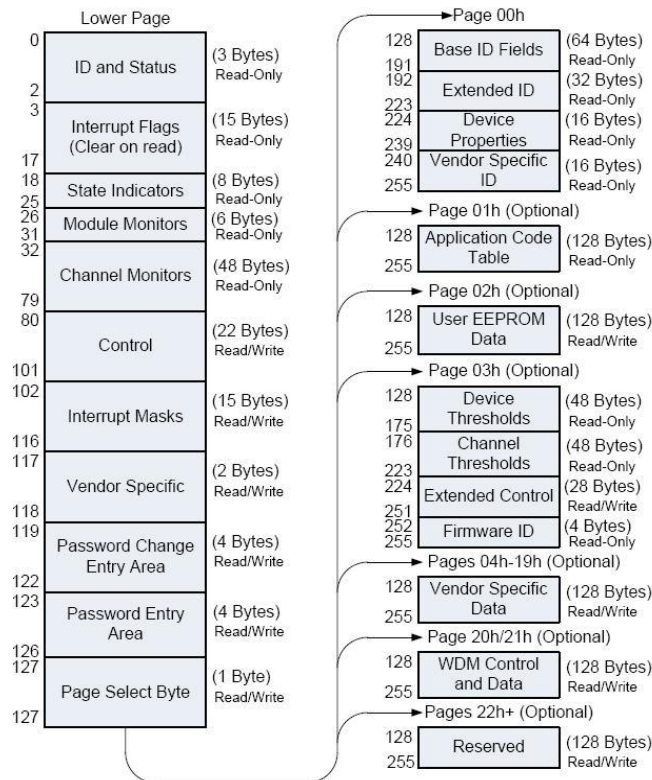 Lower Page
0
ID and Status
(3 Bytes)
Read-Only
2
3
Interrupt Flags
(Clear on read)
(15 Bytes)
Read-Only
17
18
State Indicators
(8 Bytes)
Read-Only
25
26
Module Monitors
(6 Bytes)
Read-Only
31
32
Channel Monitors
(48 Bytes)
Read-Only
79
80
Control
(22 Bytes)
Read/Write
101
102
Interrupt Masks
(15 Bytes)
Read/Write
116
117
Vendor Specific
(2 Bytes)
Read/Write
118
119
Password Change
Entry Area
(4 Bytes)
Read/Write
122
123
Password Entry
Area
(4 Bytes)
Read/Write
126
127
Page Select Byte
(1 Byte)
Read/Write
127
Page 00h
128
Base ID Fields
(64 Bytes)
Read-Only
191
192
Extended ID
(32 Bytes)
Read-Only
223
224
Device
Properties
(16 Bytes)
Read-Only
239
240
Vendor Specific
ID
(16 Bytes)
Read-Only
255
Page 01h (Optional)
128
Application Code
Table
(128 Bytes)
Read-Only
255
Page 02h (Optional)
128
User EEPROM
Data
(128 Bytes)
Read/Write
255
Page 03h (Optional)
128
Device
Thresholds
(48 Bytes)
Read-Only
175
176
Channel
Thresholds
(48 Bytes)
Read-Only
223
224
Extended Control
(28 Bytes)
Read/Write
251
252
Firmware ID
(4 Bytes)
Read-Only
255
Pages 04h-19h (Optional)
128
Vendor Specific
Data
(128 Bytes)
Read/Write
255
Page 20h/21h (Optional)
128
WDM Control
and Data
(128 Bytes)
Read/Write
255
Pages 22h+ (Optional)
128
Reserved
(128 Bytes)
Read/Write
255